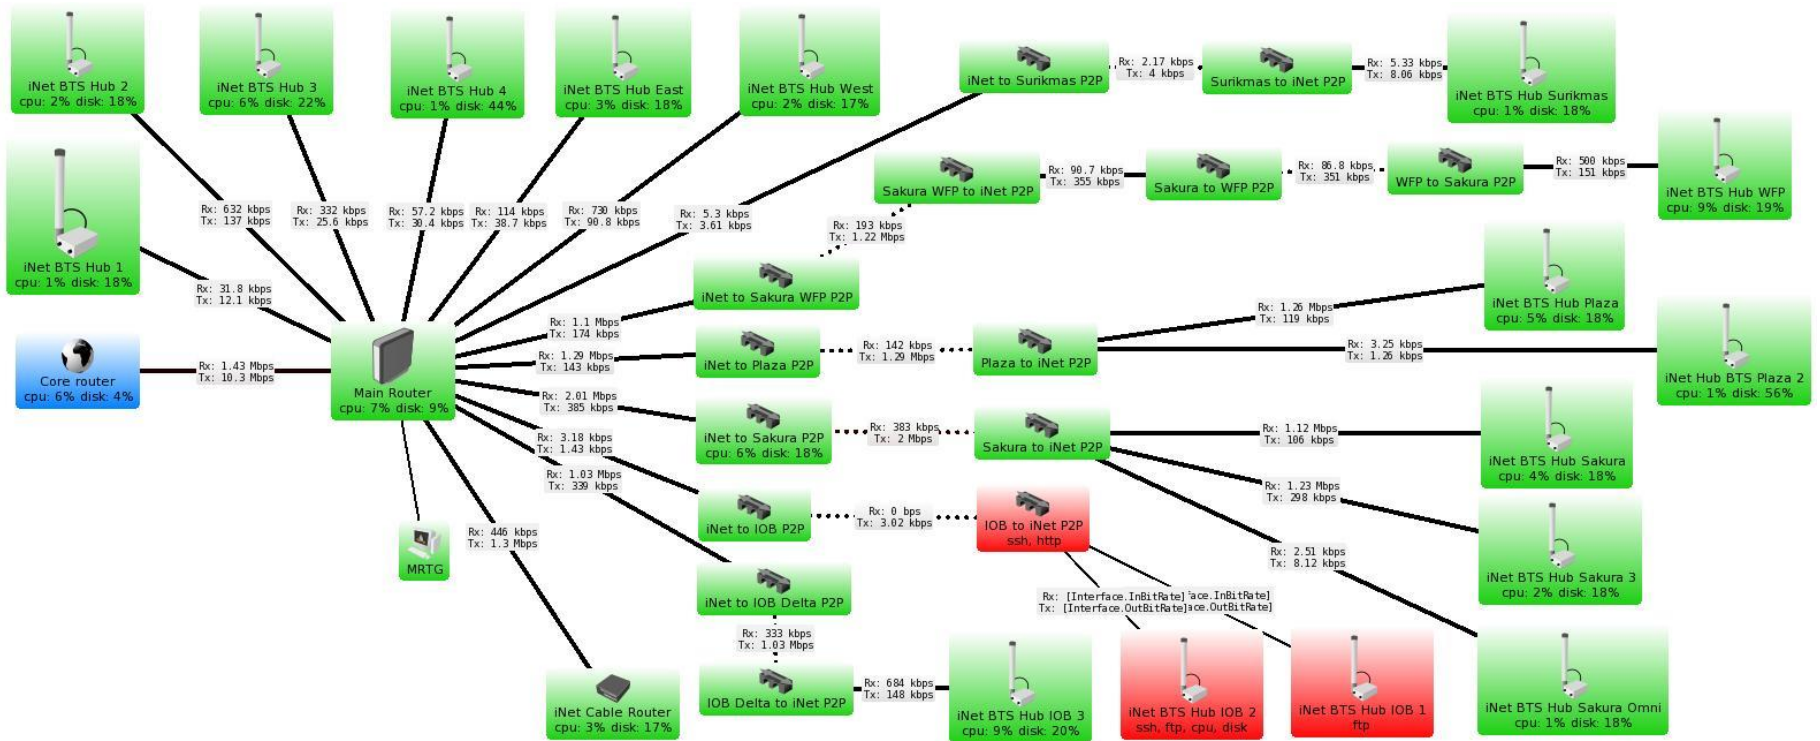 iNet BTS Hub 2
cpu: 2% disk: 18%
iNet BTS Hub 3
cpu: 6% disk: 22%
iNet BTS Hub 4
cpu: 1% disk: 44%
iNet BTS Hub East
cpu: 3% disk: 18%
iNet BTS Hub West
cpu: 2% disk: 17%
iNet to Surikmas P2P
Rx: 2.17 kbps
Tx: 4 kbps
Surikmas to iNet P2P
Rx: 5.33 kbps
Tx: 8.06 kbps
iNet BTS Hub Surikmas
cpu: 1% disk: 18%
Sakura WFP to iNet P2P
Rx: 90.7 kbps
Tx: 355 kbps
Sakura to WFP P2P
Rx: 86.8 kbps
Tx: 351 kbps
WFP to Sakura P2P
Rx: 500 kbps
Tx: 151 kbps
iNet BTS Hub WFP
cpu: 9% disk: 19%
Rx: 632 kbps
Tx: 137 kbps
Rx: 332 kbps
Tx: 25.6 kbps
Rx: 57.2 kbps
Tx: 30.4 kbps
Rx: 114 kbps
Tx: 38.7 kbps
Rx: 730 kbps
Tx: 90.8 kbps
Rx: 5.3 kbps
Tx: 3.61 kbps
Rx: 193 kbps
Tx: 1.22 Mbps
iNet BTS Hub 1
cpu: 1% disk: 18%
Rx: 31.8 kbps
Tx: 12.1 kbps
iNet to Sakura WFP P2P
Rx: 1.1 Mbps
Tx: 174 kbps
iNet BTS Hub Plaza
cpu: 5% disk: 18%
Rx: 1.26 Mbps
Tx: 119 kbps
Core router
cpu: 6% disk: 4%
Rx: 1.43 Mbps
Tx: 10.3 Mbps
Main Router
cpu: 7% disk: 9%
Rx: 1.29 Mbps
Tx: 143 kbps
iNet to Plaza P2P
Rx: 142 kbps
Tx: 1.29 Mbps
Plaza to iNet P2P
Rx: 3.25 kbps
Tx: 1.26 kbps
iNet Hub BTS Plaza 2
cpu: 1% disk: 56%
Rx: 2.01 Mbps
Tx: 385 kbps
iNet to Sakura P2P
cpu: 6% disk: 18%
Rx: 383 kbps
Tx: 2 Mbps
Sakura to iNet P2P
Rx: 1.12 Mbps
Tx: 106 kbps
iNet BTS Hub Sakura
cpu: 4% disk: 18%
Rx: 3.18 kbps
Tx: 1.43 kbps
Rx: 1.03 Mbps
Tx: 339 kbps
Rx: 1.23 Mbps
Tx: 298 kbps
iNet to IOB P2P
Rx: 0 bps
Tx: 3.02 kbps
IOB to iNet P2P
ssh, http
Rx: 446 kbps
Tx: 1.3 Mbps
MRTG
Rx: 2.51 kbps
Tx: 8.12 kbps
iNet BTS Hub Sakura 3
cpu: 2% disk: 18%
iNet to IOB Delta P2P
Rx: [Interface.InBitRate]
Tx: [Interface.OutBitRate]
ace.InBitRate]
ace.OutBitRate]
Rx: 333 kbps
Tx: 1.03 Mbps
IOB Delta to iNet P2P
Rx: 684 kbps
Tx: 148 kbps
iNet Cable Router
cpu: 3% disk: 17%
iNet BTS Hub IOB 3
cpu: 9% disk: 20%
iNet BTS Hub IOB 2
ssh, ftp, cpu, disk
iNet BTS Hub IOB 1
ftp
iNet BTS Hub Sakura Omni
cpu: 1% disk: 18%